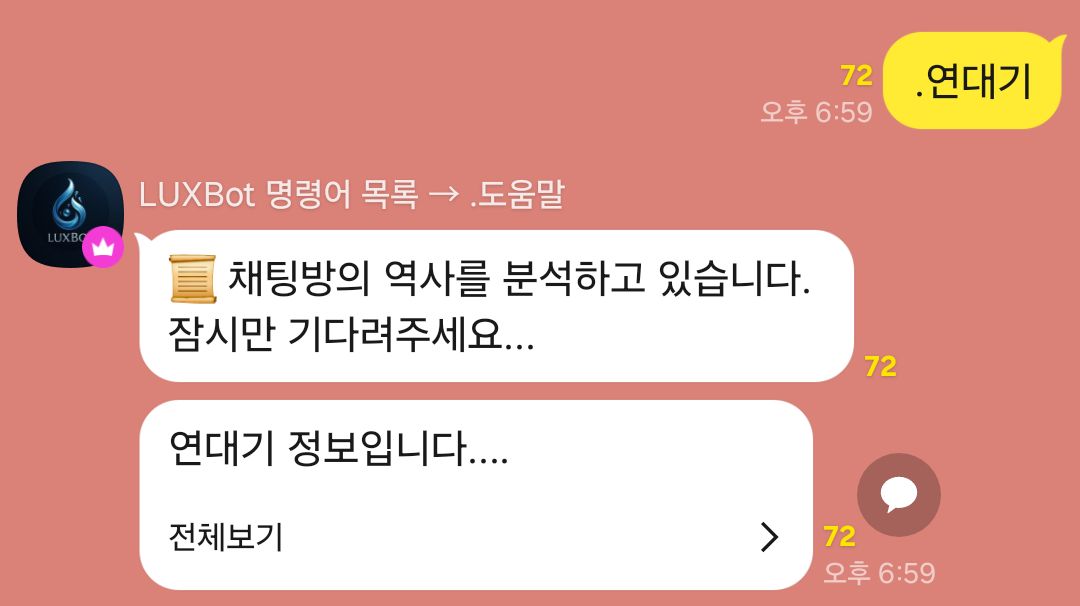 .연대기
72
오후 6:59
LUXBot 명령어 목록 → .도움말
채팅방의 역사를 분석하고 있습니다.
잠시만 기다려주세요...
72
연대기 정보입니다....
전체보기
72
오후 6:59